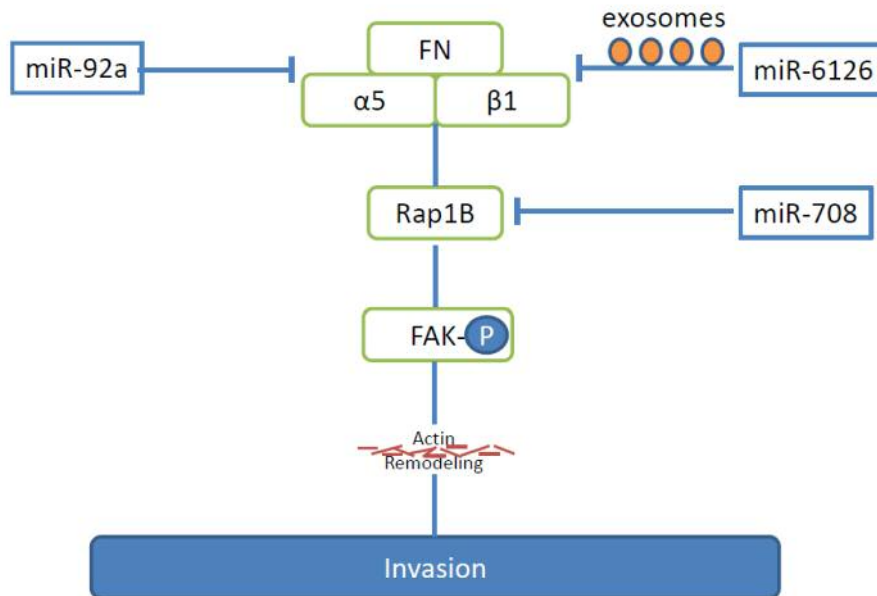 exosomes
miR-92a
FN
miR-6126
α5
β1
Rap1B
miR-708
FAK-
P
Actin
Remodeling
Invasion